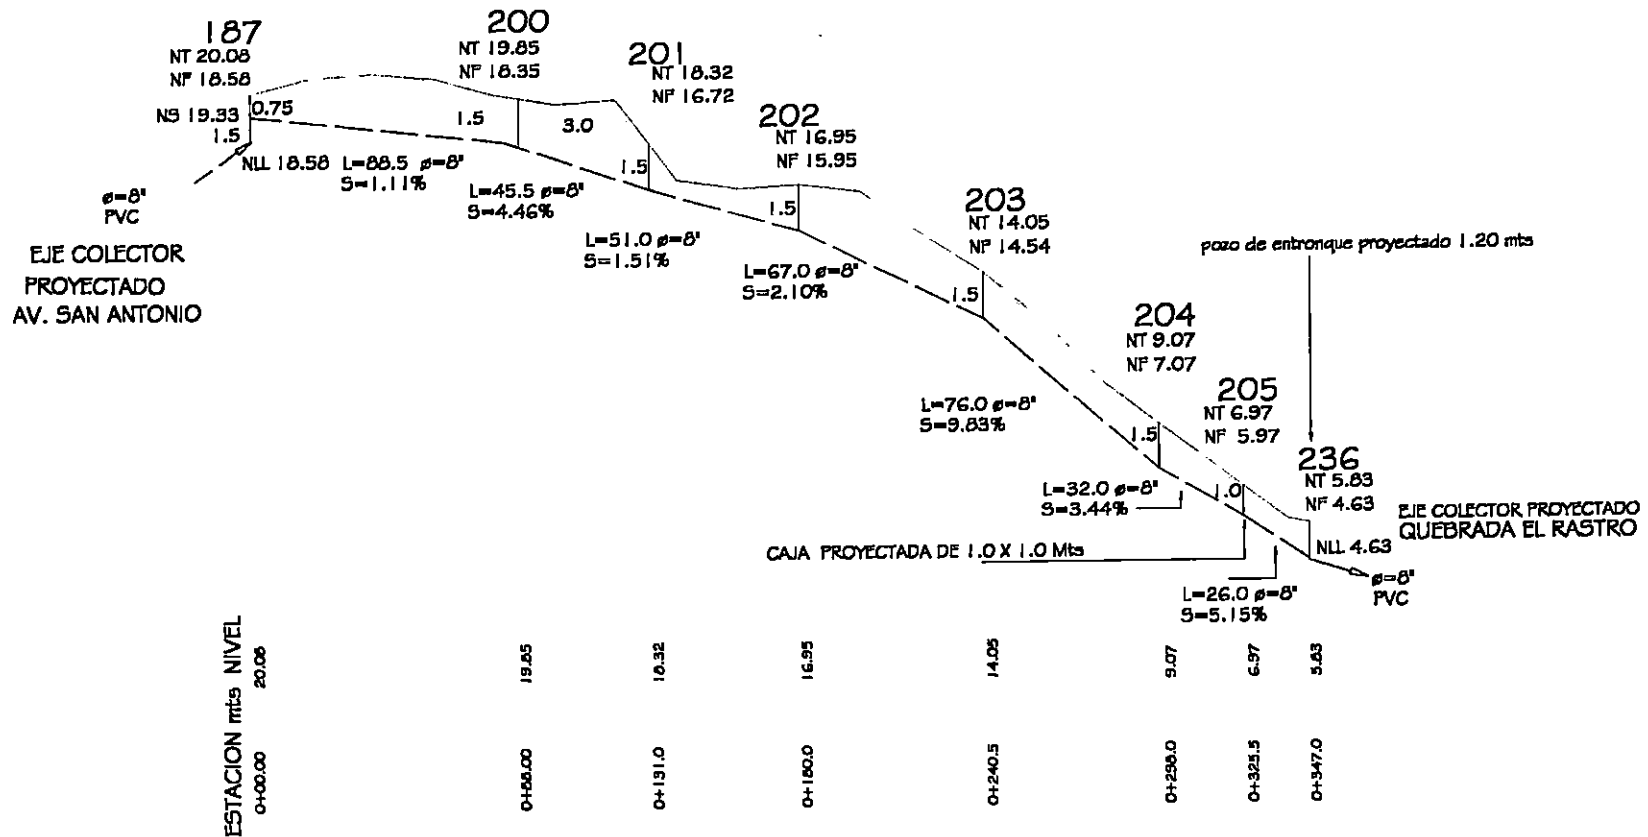 187
NT 20.08
NF 18.58
NS 19.33
0.75
1.5
NLL 18.58
ø=8"
PVC
EJE COLECTOR
PROYECTADO
AV. SAN ANTONIO
L=88.5 ø=8"
S=1.11%
200
NT 19.85
NF 18.35
1.5
3.0
L=45.5 ø=8"
S=4.46%
201
NT 18.32
NF 16.72
1.5
L=51.0 ø=8"
S=1.51%
202
NT 16.95
NF 15.95
1.5
L=67.0 ø=8"
S=2.10%
203
NT 14.05
NF 14.54
1.5
L=76.0 ø=8"
S=9.83%
pozo de entronque proyectado 1.20 mts
204
NT 9.07
NF 7.07
1.5
L=32.0 ø=8"
S=3.44%
205
NT 6.97
NF 5.97
1.0
CAJA PROYECTADA DE 1.0 X 1.0 Mts
L=26.0 ø=8"
S=5.15%
236
NT 5.83
NF 4.63
NLL 4.63
EJE COLECTOR PROYECTADO
QUEBRADA EL RASTRO
ø=8"
PVC
ESTACION mts NIVEL
0+00.00 20.08
0+88.00 19.85
0+131.0 18.32
0+180.0 16.95
0+240.5 14.05
0+298.0 9.07
0+325.5 6.97
0+347.0 5.83